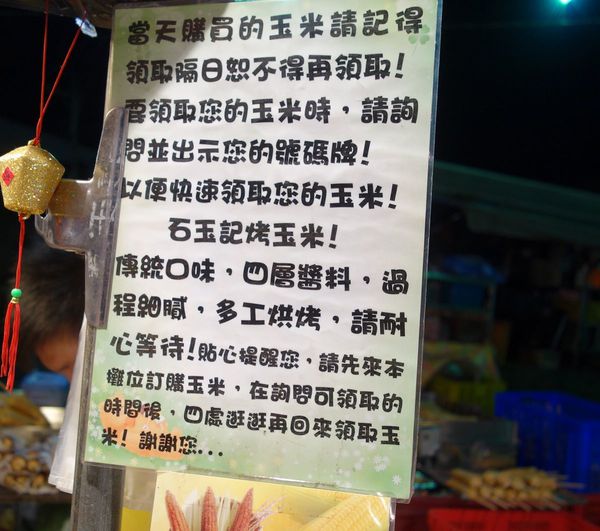 當天購買的玉米請記得
領取隔日恕不得再領取!
要領取您的玉米時，請詢
問並出示您的號碼牌!
以便快速領取您的玉米!
石玉記烤玉米!
傳統口味，四層醬料，過
程細膩，多工烘烤，請耐
心等待!貼心提醒您，請先來本
攤位訂購玉米，在詢問可領取的
時間後，四處逛逛再回來領取玉
米! 謝謝您...